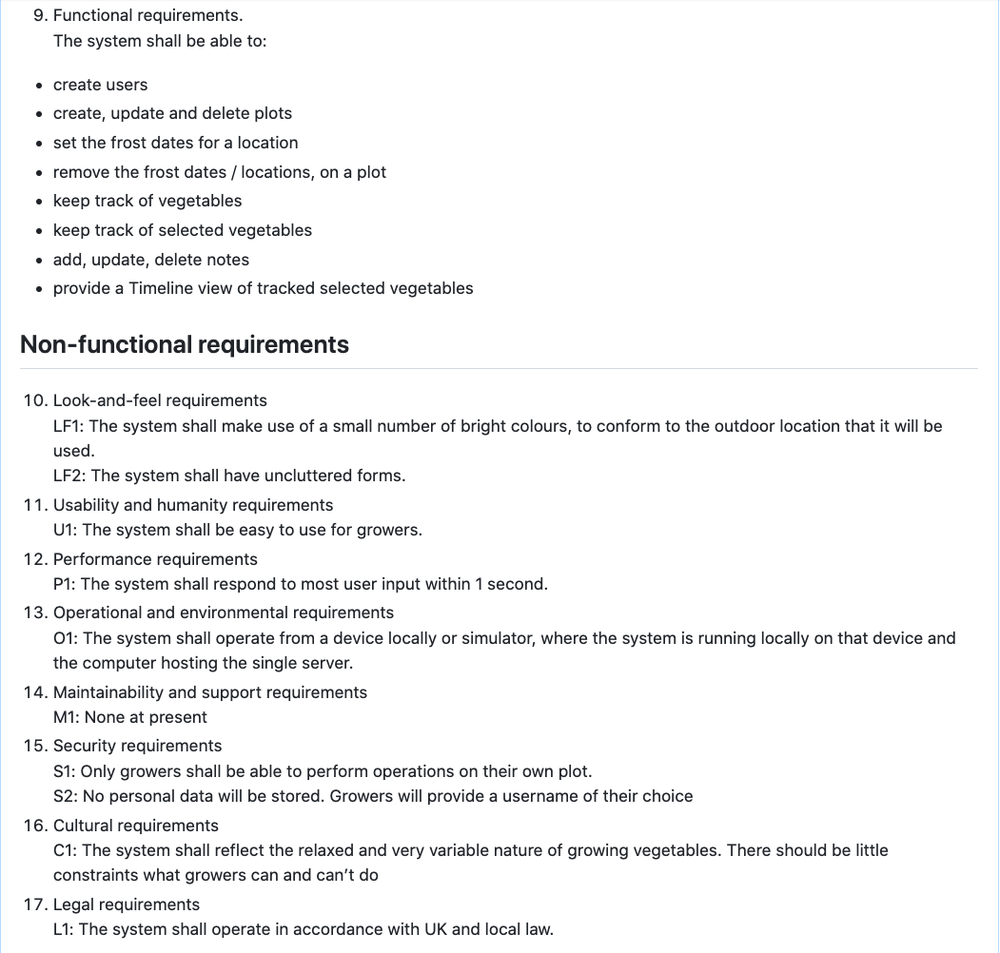 9. Functional requirements.
The system shall be able to:
• create users
• create, update and delete plots
• set the frost dates for a location
• remove the frost dates / locations, on a plot
• keep track of vegetables
• keep track of selected vegetables
• add, update, delete notes
• provide a Timeline view of tracked selected vegetables
Non-functional requirements
10. Look-and-feel requirements
LF1: The system shall make use of a small number of bright colours, to conform to the outdoor location that it will be
used.
LF2: The system shall have uncluttered forms.
11. Usability and humanity requirements
U1: The system shall be easy to use for growers.
12. Performance requirements
P1: The system shall respond to most user input within 1 second.
13. Operational and environmental requirements
O1: The system shall operate from a device locally or simulator, where the system is running locally on that device and
the computer hosting the single server.
14. Maintainability and support requirements
M1: None at present
15. Security requirements
S1: Only growers shall be able to perform operations on their own plot.
S2: No personal data will be stored. Growers will provide a username of their choice
16. Cultural requirements
C1: The system shall reflect the relaxed and very variable nature of growing vegetables. There should be little
constraints what growers can and can’t do
17. Legal requirements
L1: The system shall operate in accordance with UK and local law.